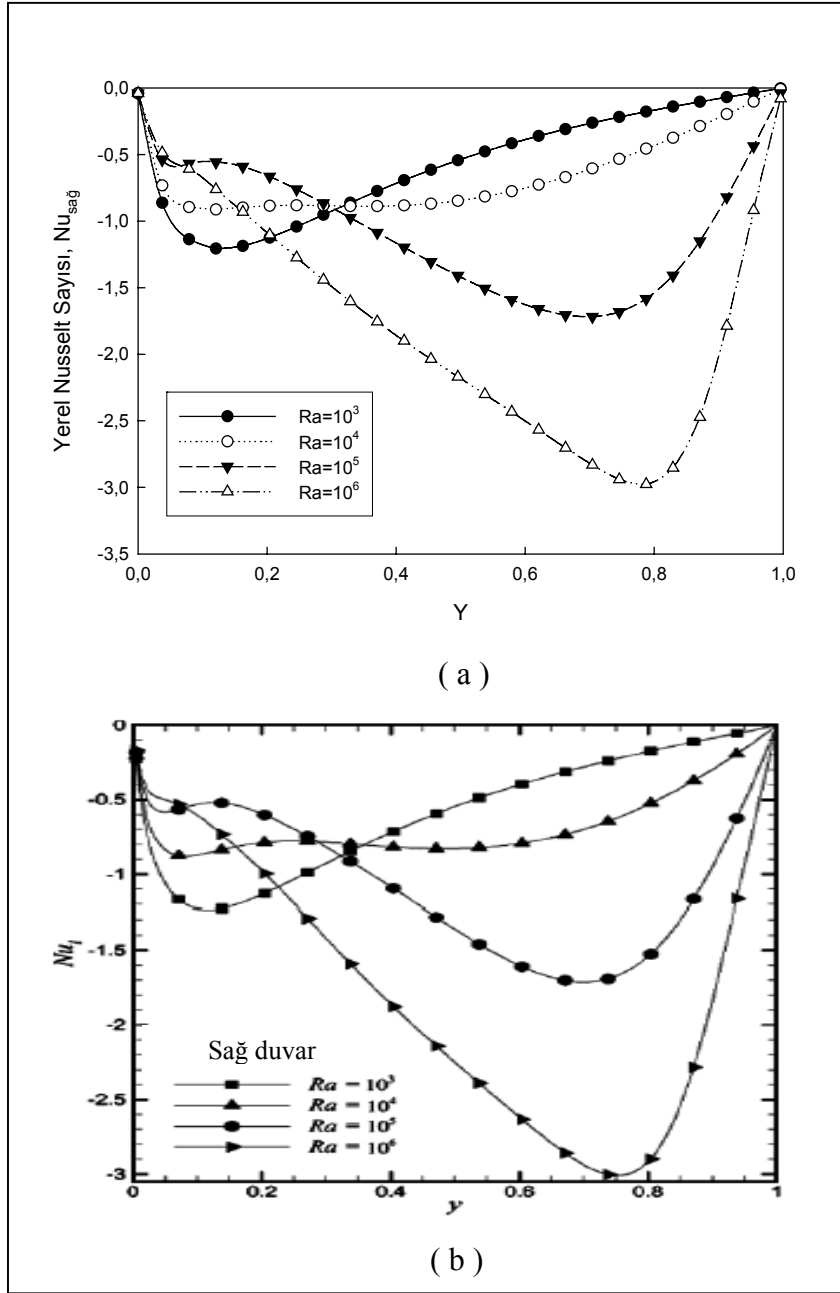 0,0
-0,5
-1,0
-1,5
-2,0
-2,5
-3,0
-3,5
Yerel Nusselt Sayısı, Nu_sağ
Ra=10³
Ra=10⁴
Ra=10⁵
Ra=10⁶
0,0 0,2 0,4 0,6 0,8 1,0
Y
( a )
0
-0.5
-1
-1.5
-2
-2.5
-3
Nu_l
Sağ duvar
Ra = 10³
Ra = 10⁴
Ra = 10⁵
Ra = 10⁶
0 0.2 0.4 0.6 0.8 1
y
( b )